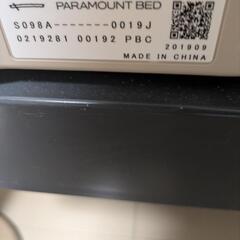 PARAMOUNT BED
S098A-------0019J
0219281 00192 PBC
201909
MADE IN CHINA